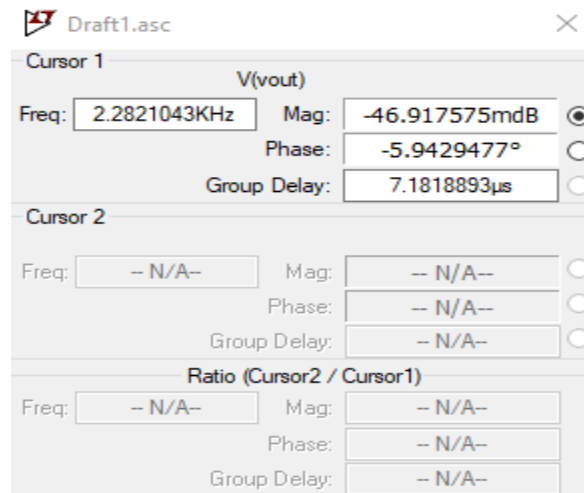 Draft1.asc
Cursor 1
V(vout)
Freq: 2.2821043KHz Mag: -46.917575mdB
Phase: -5.9429477°
Group Delay: 7.1818893µs
Cursor 2
Freq: -- N/A-- Mag: -- N/A--
Phase: -- N/A--
Group Delay: -- N/A--
Ratio (Cursor2 / Cursor1)
Freq: -- N/A-- Mag: -- N/A--
Phase: -- N/A--
Group Delay: -- N/A--